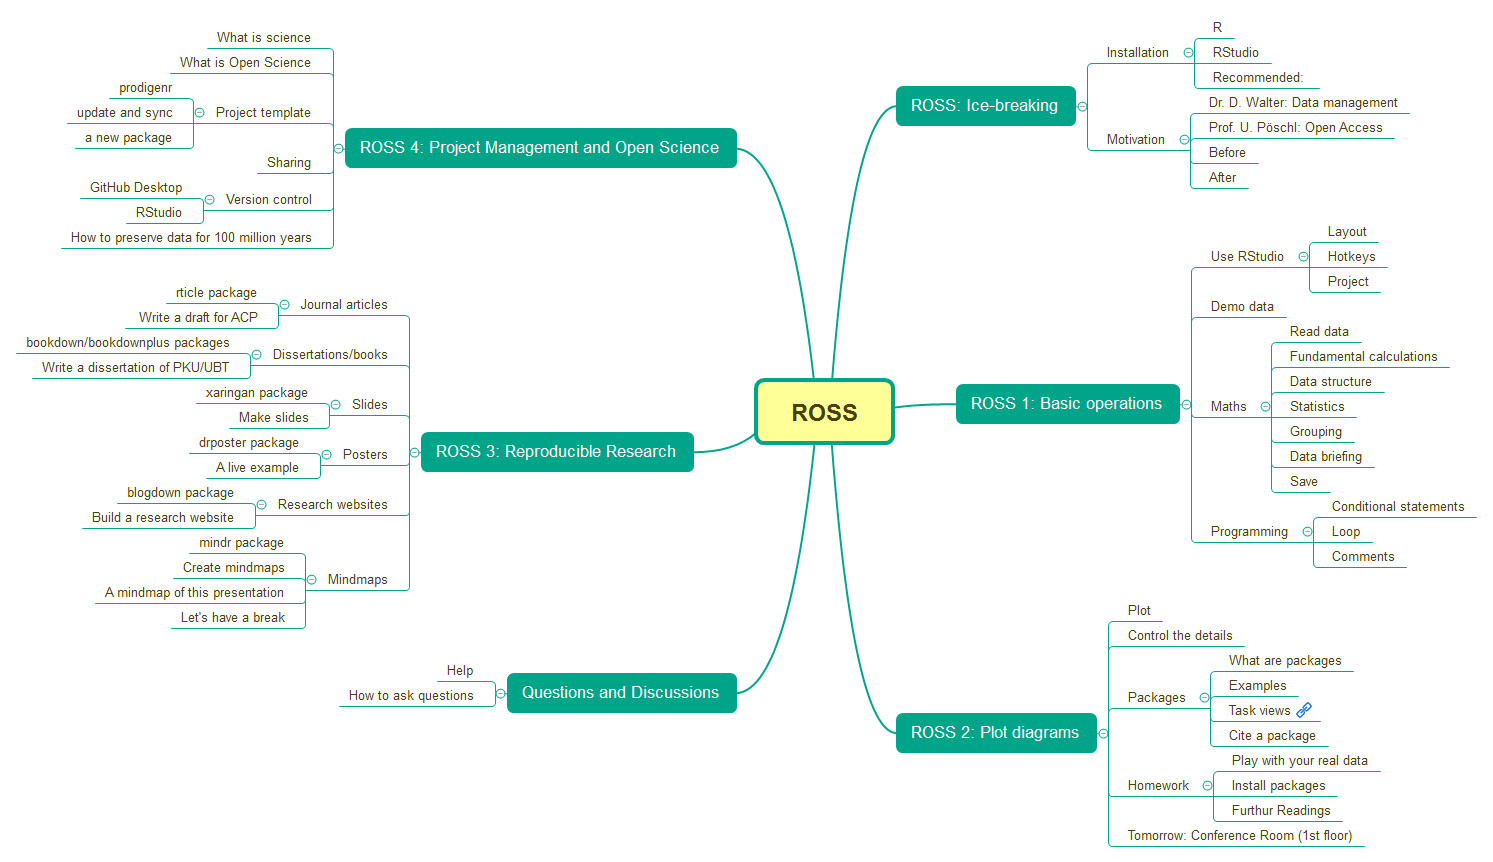 ROSS
ROSS: Ice-breaking
Installation
R
RStudio
Recommended:
Motivation
Dr. D. Walter: Data management
Prof. U. Pöschl: Open Access
Before
After
ROSS 1: Basic operations
Use RStudio
Layout
Hotkeys
Project
Demo data
Maths
Read data
Fundamental calculations
Data structure
Statistics
Grouping
Data briefing
Save
Programming
Conditional statements
Loop
Comments
ROSS 2: Plot diagrams
Plot
Control the details
Packages
What are packages
Examples
Task views
Cite a package
Homework
Play with your real data
Install packages
Furthur Readings
Tomorrow: Conference Room (1st floor)
ROSS 4: Project Management and Open Science
What is science
What is Open Science
Project template
prodigenr
update and sync
a new package
Sharing
Version control
GitHub Desktop
RStudio
How to preserve data for 100 million years
ROSS 3: Reproducible Research
Journal articles
rticle package
Write a draft for ACP
Dissertations/books
bookdown/bookdownplus packages
Write a dissertation of PKU/UBT
Slides
xaringan package
Make slides
Posters
drposter package
A live example
Research websites
blogdown package
Build a research website
Mindmaps
mindr package
Create mindmaps
A mindmap of this presentation
Let's have a break
Questions and Discussions
Help
How to ask questions